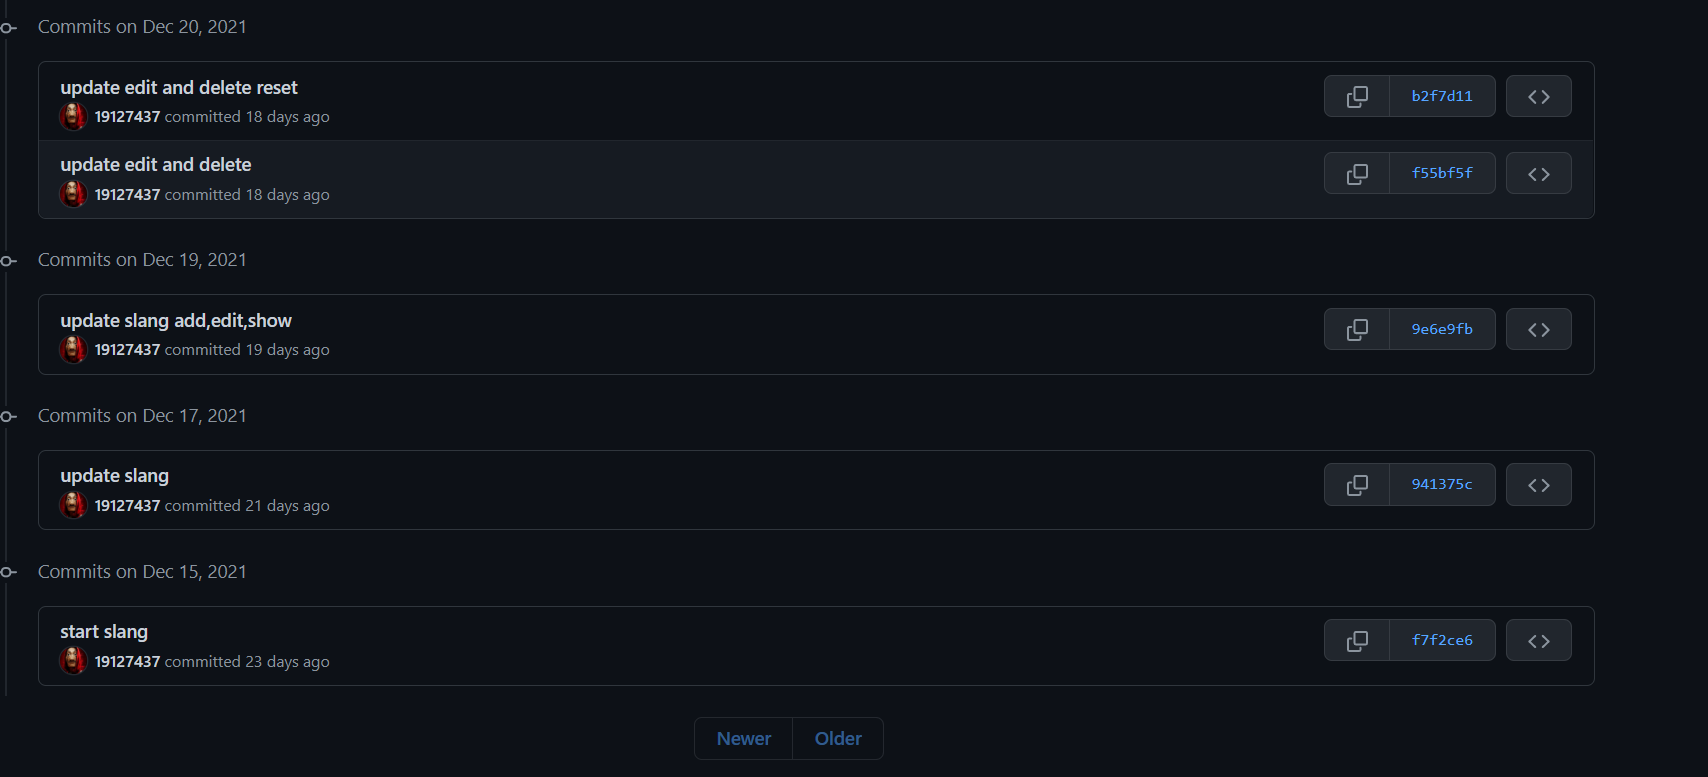 Commits on Dec 20, 2021
update edit and delete reset
19127437 committed 18 days ago
b2f7d11
update edit and delete
19127437 committed 18 days ago
f55bf5f
Commits on Dec 19, 2021
update slang add,edit,show
19127437 committed 19 days ago
9e6e9fb
Commits on Dec 17, 2021
update slang
19127437 committed 21 days ago
941375c
Commits on Dec 15, 2021
start slang
19127437 committed 23 days ago
f7f2ce6
Newer Older